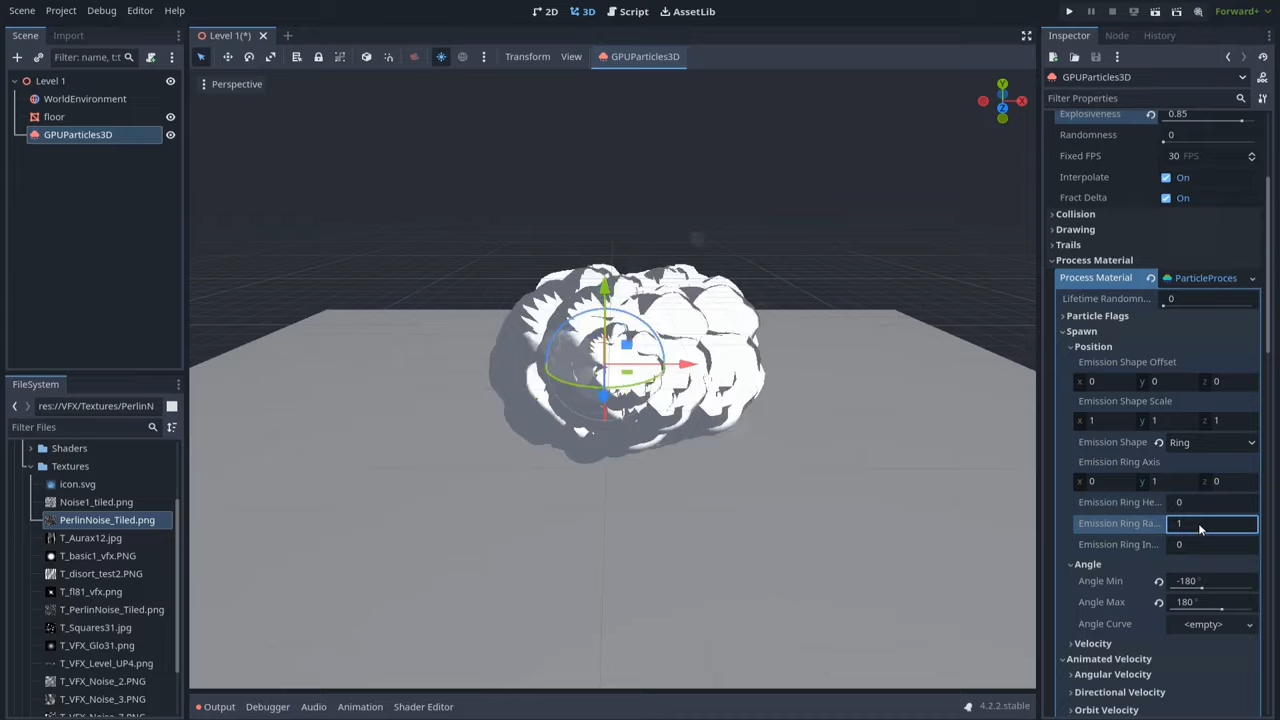 Scene Project Debug Editor Help
2D 3D Script AssetLib
Forward+
Scene Import
Filter: name, t:t
Level 1
WorldEnvironment
floor
GPUParticles3D
FileSystem
res://VFX/Textures/PerlinN
Filter Files
Shaders
Textures
icon.svg
Noise1_tiled.png
PerlinNoise_Tiled.png
T_Aurax12.jpg
T_basic1_vfx.PNG
T_disort_test2.PNG
T_fl81_vfx.png
T_PerlinNoise_Tiled.png
T_Squares31.jpg
T_VFX_Glo31.png
T_VFX_Level_UP4.png
T_VFX_Noise_2.PNG
T_VFX_Noise_3.PNG
Level 1(*)
Transform View GPUParticles3D
Perspective
Y
X
Z
Output Debugger Audio Animation Shader Editor
4.2.2.stable
Inspector Node History
GPUParticles3D
Filter Properties
Explosiveness 0.85
Randomness 0
Fixed FPS 30 FPS
Interpolate On
Fract Delta On
Collision
Drawing
Trails
Process Material
Process Material ParticleProces
Lifetime Randomn... 0
Particle Flags
Spawn
Position
Emission Shape Offset
x 0 y 0 z 0
Emission Shape Scale
x 1 y 1 z 1
Emission Shape Ring
Emission Ring Axis
x 0 y 1 z 0
Emission Ring He... 0
Emission Ring Ra... 1
Emission Ring In... 0
Angle
Angle Min -180 °
Angle Max 180 °
Angle Curve <empty>
Velocity
Animated Velocity
Angular Velocity
Directional Velocity
Orbit Velocity